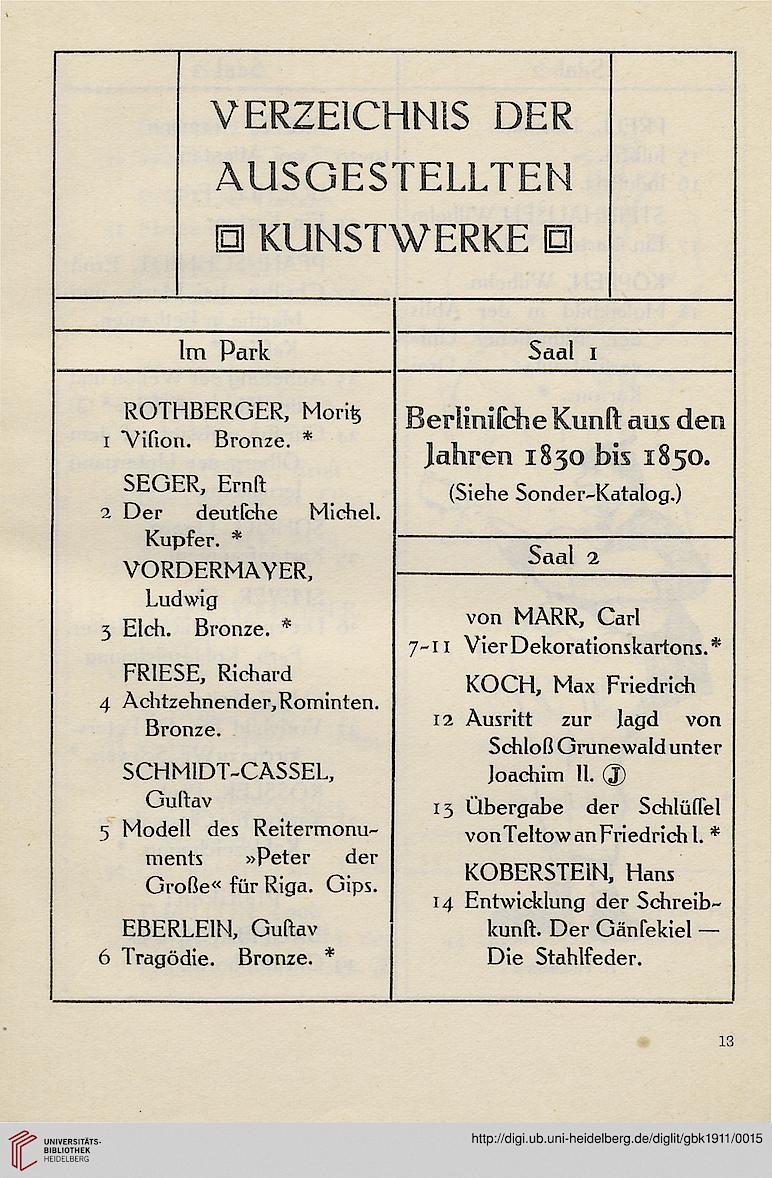 VERZEICHNIS DER
AUSGESTELLTEN
KUNSTWERKE
Im Park
ROTHBERGER, Moritz
1 Viſion. Bronze. *
SEGER, Ernſt
2 Der deutſche Michel.
Kupfer. *
VORDERMAYER,
Ludwig
3 Elch. Bronze. *
FRIESE, Richard
4 Achtzehnender, Rominten.
Bronze.
SCHMIDT-CASSEL,
Guſtav
5 Modell des Reitermonu-
ments »Peter der
Große« für Riga. Gips.
EBERLEIN, Guſtav
6 Tragödie. Bronze. *
Saal 1
Berliniſche Kunſt aus den
Jahren 1830 bis 1850.
(Siehe Sonder-Katalog.)
Saal 2
von MARR, Carl
7-11 Vier Dekorationskartons. *
KOCH, Max Friedrich
12 Ausritt zur Jagd von
Schloß Grunewald unter
Joachim II. Ⓙ
13 Übergabe der Schlüſſel
von Teltow an Friedrich I. *
KOBERSTEIN, Hans
14 Entwicklung der Schreib-
kunſt. Der Gänſekiel —
Die Stahlfeder.
13
UNIVERSITÄTS-
BIBLIOTHEK
HEIDELBERG
http://digi.ub.uni-heidelberg.de/diglit/gbk1911/0015